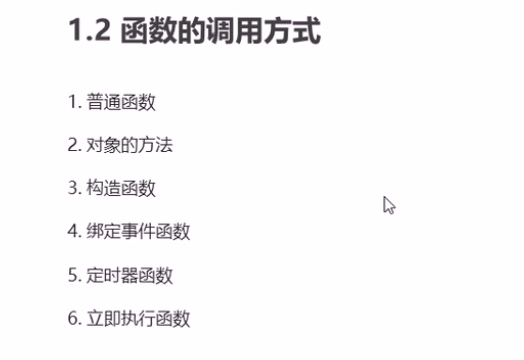 1.2 函数的调用方式
1. 普通函数
2. 对象的方法
3. 构造函数
4. 绑定事件函数
5. 定时器函数
6. 立即执行函数